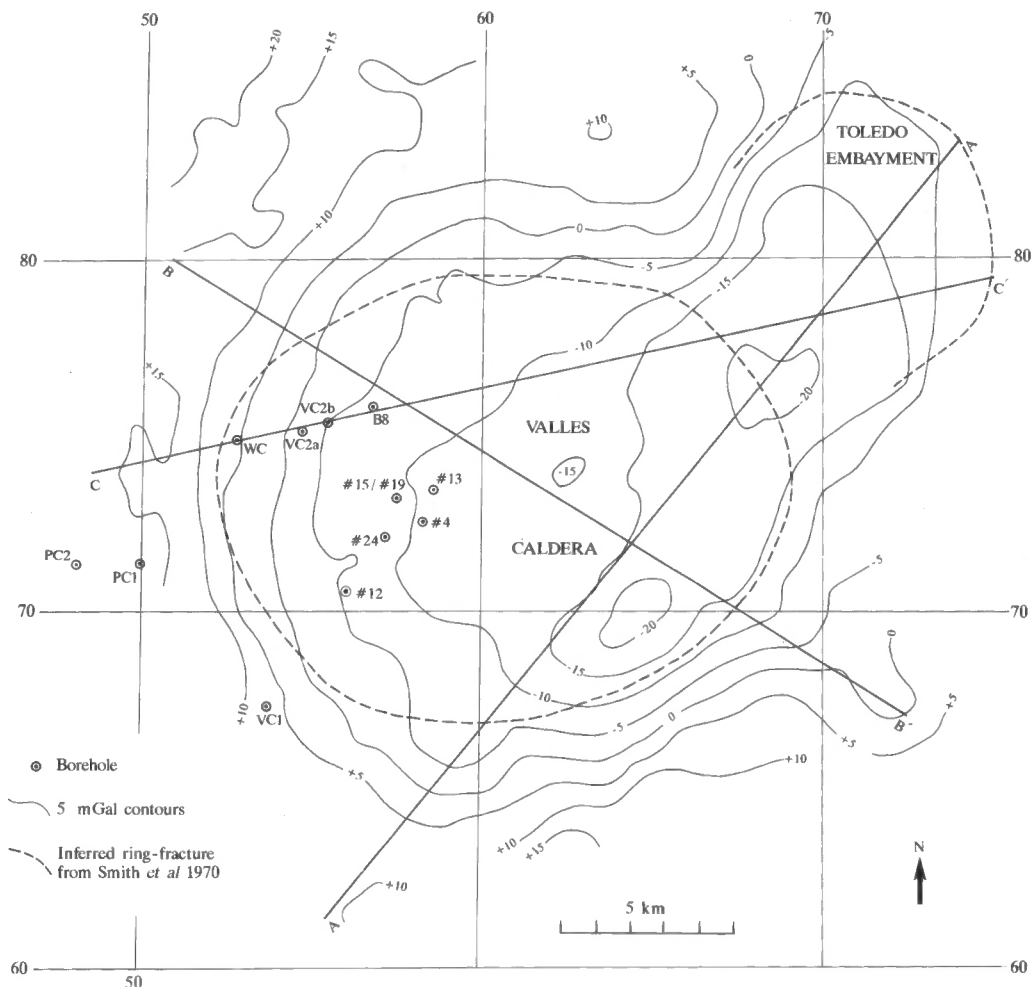 50
60
70
+20
+15
+5
0
-5
+10
TOLEDO
EMBAYMENT
A
+10
0
80
B
-5
-15
80
C'
+15
-10
-20
VC2b
B8
VALLES
WC
VC2a
-15
C
#15/#19
#13
#4
PC2
PC1
#24
CALDERA
-5
#12
70
-20
70
0
-15
-10
+10
VC1
-5
0
B'
+5
+5
Borehole
+5
+10
5 mGal contours
+10
Inferred ring-fracture
from Smith et al 1970
+15
N
+10
5 km
A
60
60
50
60
70